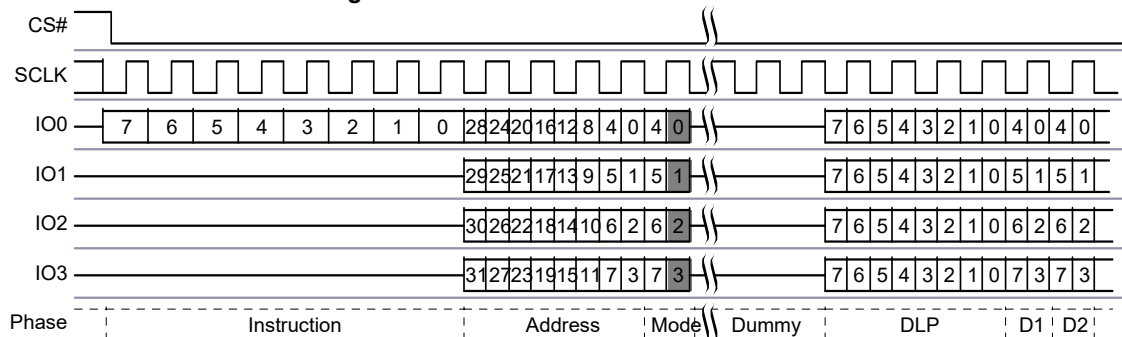 CS#
SCLK
IO0 7 6 5 4 3 2 1 0 28 24 20 16 12 8 4 0 4 0 7 6 5 4 3 2 1 0 4 0 4 0
IO1 29 25 21 17 13 9 5 1 5 1 7 6 5 4 3 2 1 0 5 1 5 1
IO2 30 26 22 18 14 10 6 2 6 2 7 6 5 4 3 2 1 0 6 2 6 2
IO3 31 27 23 19 15 11 7 3 7 3 7 6 5 4 3 2 1 0 7 3 7 3
Phase Instruction Address Mode Dummy DLP D1 D2